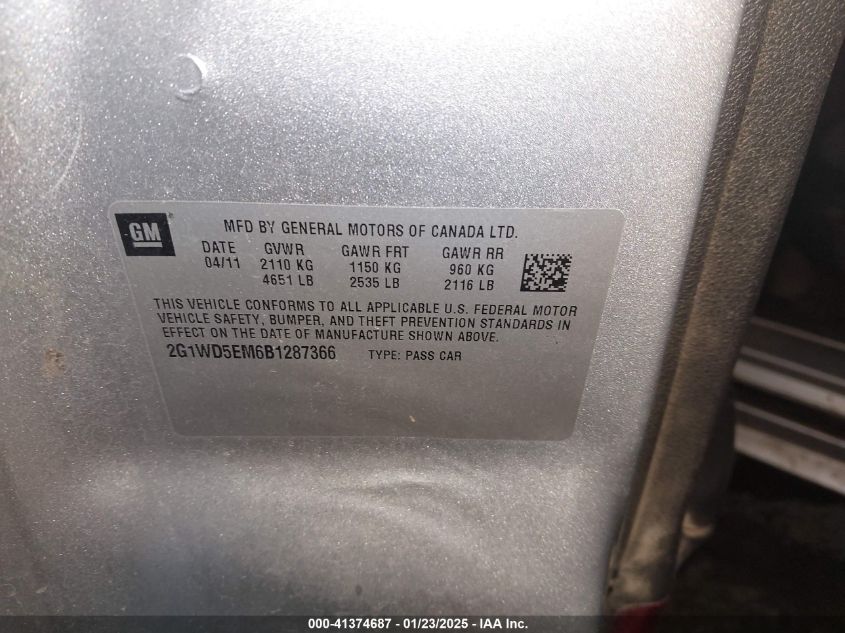 GM
MFD BY GENERAL MOTORS OF CANADA LTD.
DATE GVWR GAWR FRT GAWR RR
04/11 2110 KG 1150 KG 960 KG
4651 LB 2535 LB 2116 LB
THIS VEHICLE CONFORMS TO ALL APPLICABLE U.S. FEDERAL MOTOR
VEHICLE SAFETY, BUMPER, AND THEFT PREVENTION STANDARDS IN
EFFECT ON THE DATE OF MANUFACTURE SHOWN ABOVE.
2G1WD5EM6B1287366 TYPE: PASS CAR
000-41374687 - 01/23/2025 - IAA Inc.